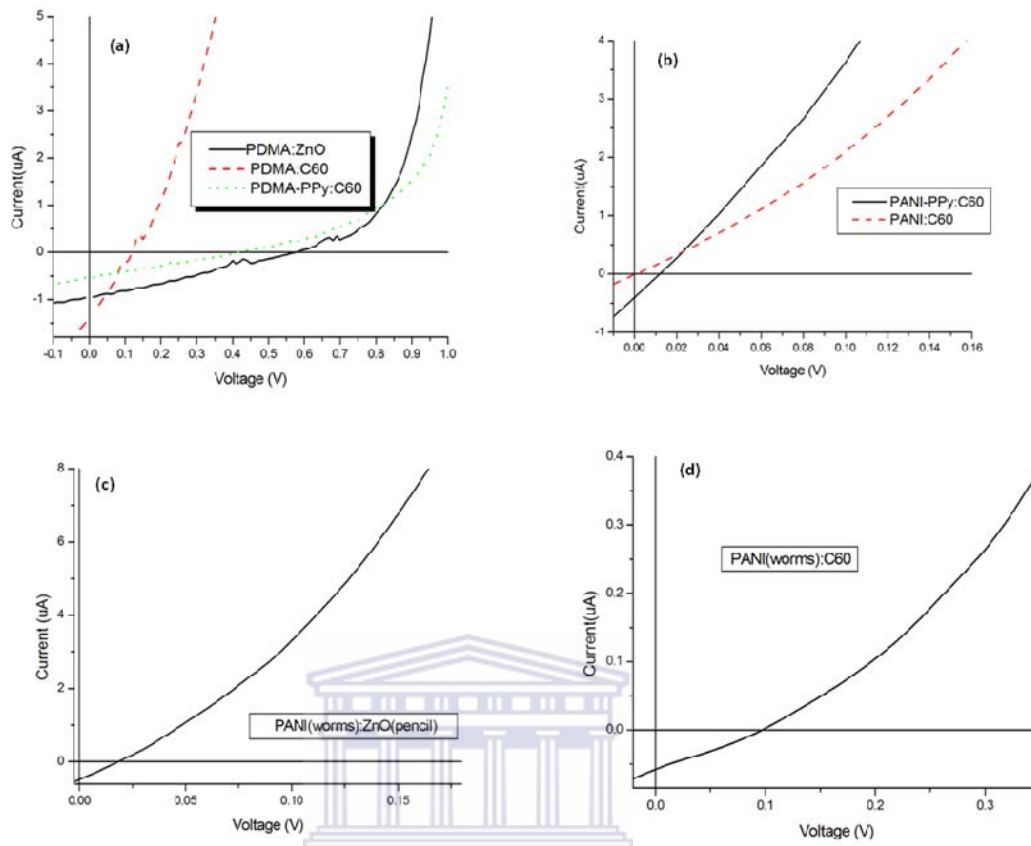 (a)
5
4
3
2
1
0
-1
Current(uA)
PDMA:ZnO
PDMA:C60
PDMA-PPy:C60
-0.1 0.0 0.1 0.2 0.3 0.4 0.5 0.6 0.7 0.8 0.9 1.0
Voltage (V)
(b)
4
3
2
1
0
-1
Current(uA)
PANI-PPy:C60
PANI:C60
0.00 0.02 0.04 0.06 0.08 0.10 0.12 0.14 0.16
Voltage (V)
(c)
8
6
4
2
0
Current (uA)
PANI(worms):ZnO(pencil)
0.00 0.05 0.10 0.15
Voltage (V)
(d)
0.4
0.3
0.2
0.1
0.0
Current(uA)
PANI(worms):C60
0.0 0.1 0.2 0.3
Voltage (V)